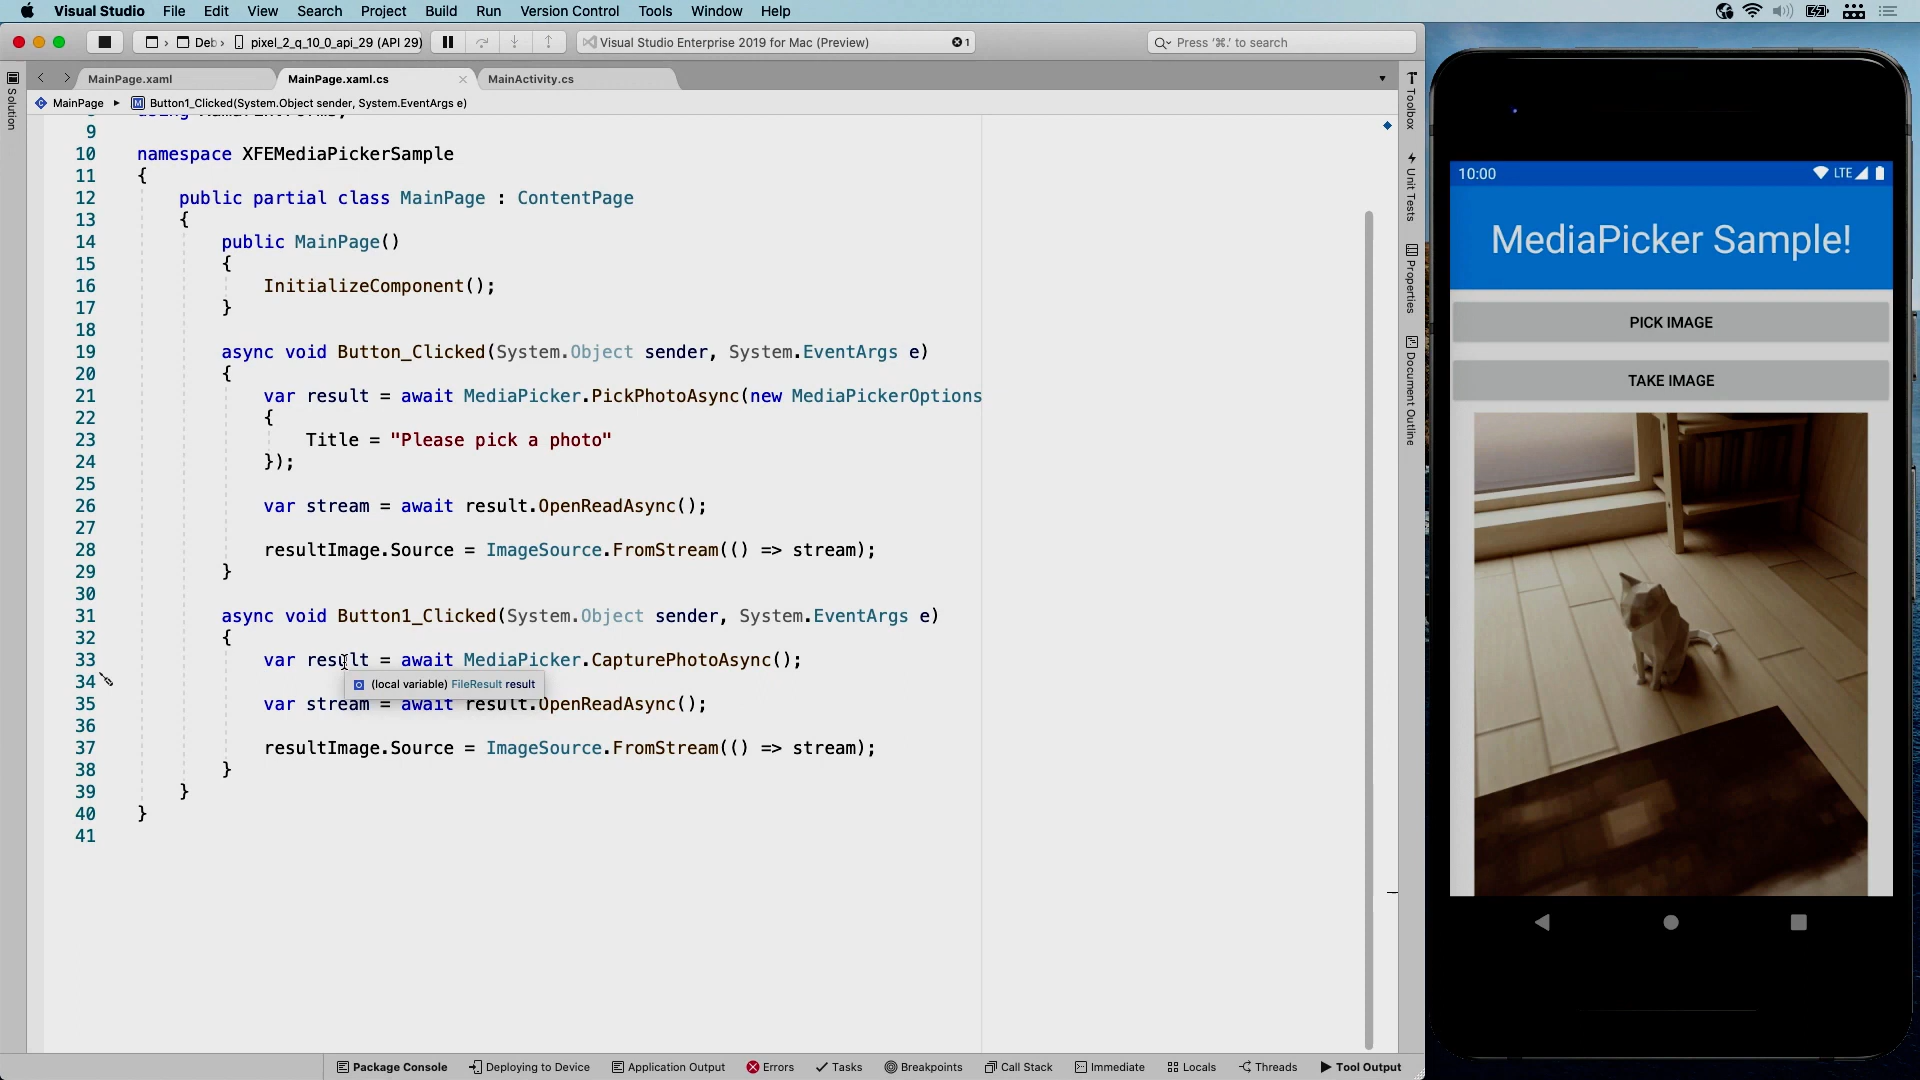 Visual Studio File Edit View Search Project Build Run Version Control Tools Window Help
Deb › pixel_2_q_10_0_api_29 (API 29)
Visual Studio Enterprise 2019 for Mac (Preview)
1
Press '⌘.' to search
MainPage.xaml
MainPage.xaml.cs
MainActivity.cs
MainPage ▸ Button1_Clicked(System.Object sender, System.EventArgs e)
Solution
9
10 namespace XFEMediaPickerSample
11 {
12 public partial class MainPage : ContentPage
13 {
14 public MainPage()
15 {
16 InitializeComponent();
17 }
18
19 async void Button_Clicked(System.Object sender, System.EventArgs e)
20 {
21 var result = await MediaPicker.PickPhotoAsync(new MediaPickerOptions
22 {
23 Title = "Please pick a photo"
24 });
25
26 var stream = await result.OpenReadAsync();
27
28 resultImage.Source = ImageSource.FromStream(() => stream);
29 }
30
31 async void Button1_Clicked(System.Object sender, System.EventArgs e)
32 {
33 var result = await MediaPicker.CapturePhotoAsync();
34
(local variable) FileResult result
35 var stream = await result.OpenReadAsync();
36
37 resultImage.Source = ImageSource.FromStream(() => stream);
38 }
39 }
40 }
41
Toolbox
Unit Tests
Properties
Document Outline
Package Console Deploying to Device Application Output Errors Tasks Breakpoints Call Stack Immediate Locals Threads Tool Output
10:00 LTE
MediaPicker Sample!
PICK IMAGE
TAKE IMAGE